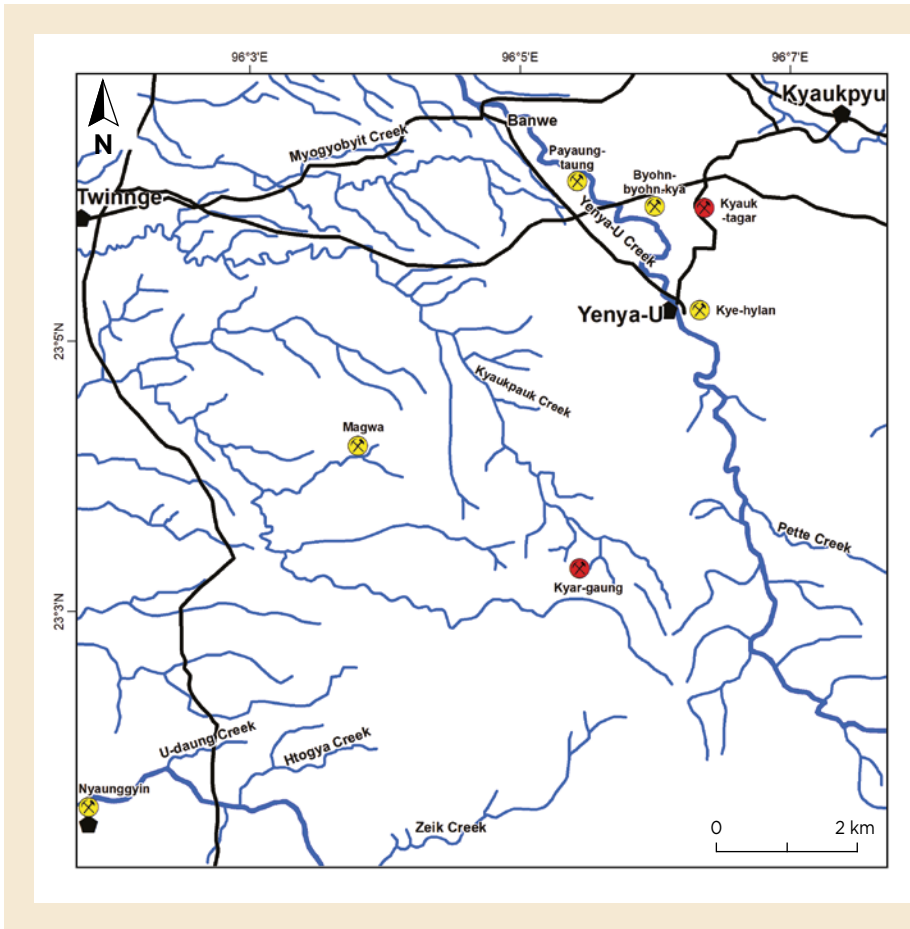 96°3'E
96°5'E
96°7'E
Kyaukpyu
N
Banwe
Myogyobyit Creek
Payaung-
taung
Byohn-
byohn-kya
Twinnge
Kyauk
-tagar
Yenya-U Creek
Yenya-U
Kye-hylan
23°5'N
Kyaukpauk Creek
Magwa
Pette Creek
Kyar-gaung
23°3'N
U-daung Creek
Htogya Creek
Nyaunggyin
Zeik Creek
0
2 km